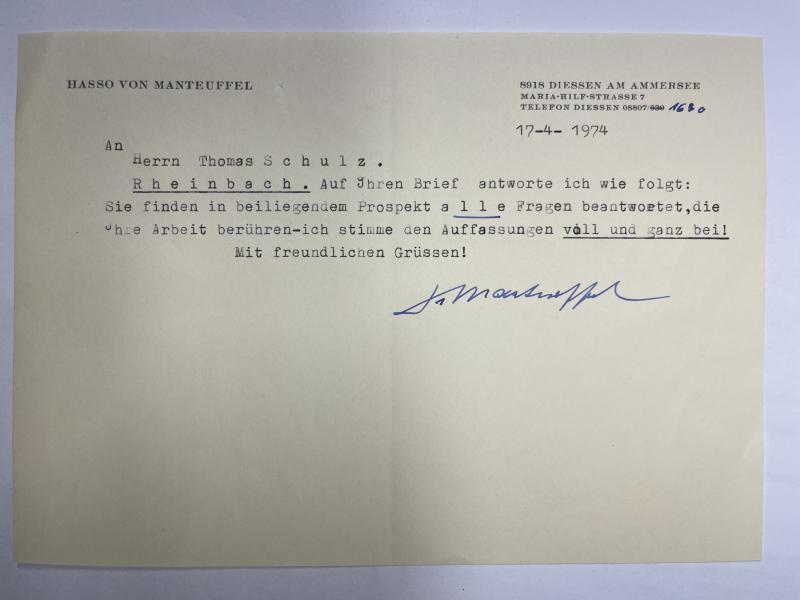 HASSO VON MANTEUFFEL
8918 DIESSEN AM AMMERSEE
MARIA-HILF-STRASSE 7
TELEFON DIESSEN 08807/630 1630
17-4- 1974
An
Herrn Thomas S c h u l z .
R h e i n b a c h . Auf Jhren Brief antworte ich wie folgt:
Sie finden in beiliegendem Prospekt a l l e Fragen beantwortet,die
Jhre Arbeit berühren-ich stimme den Auffassungen voll und ganz bei!
Mit freundlichen Grüssen!
Manteuffel